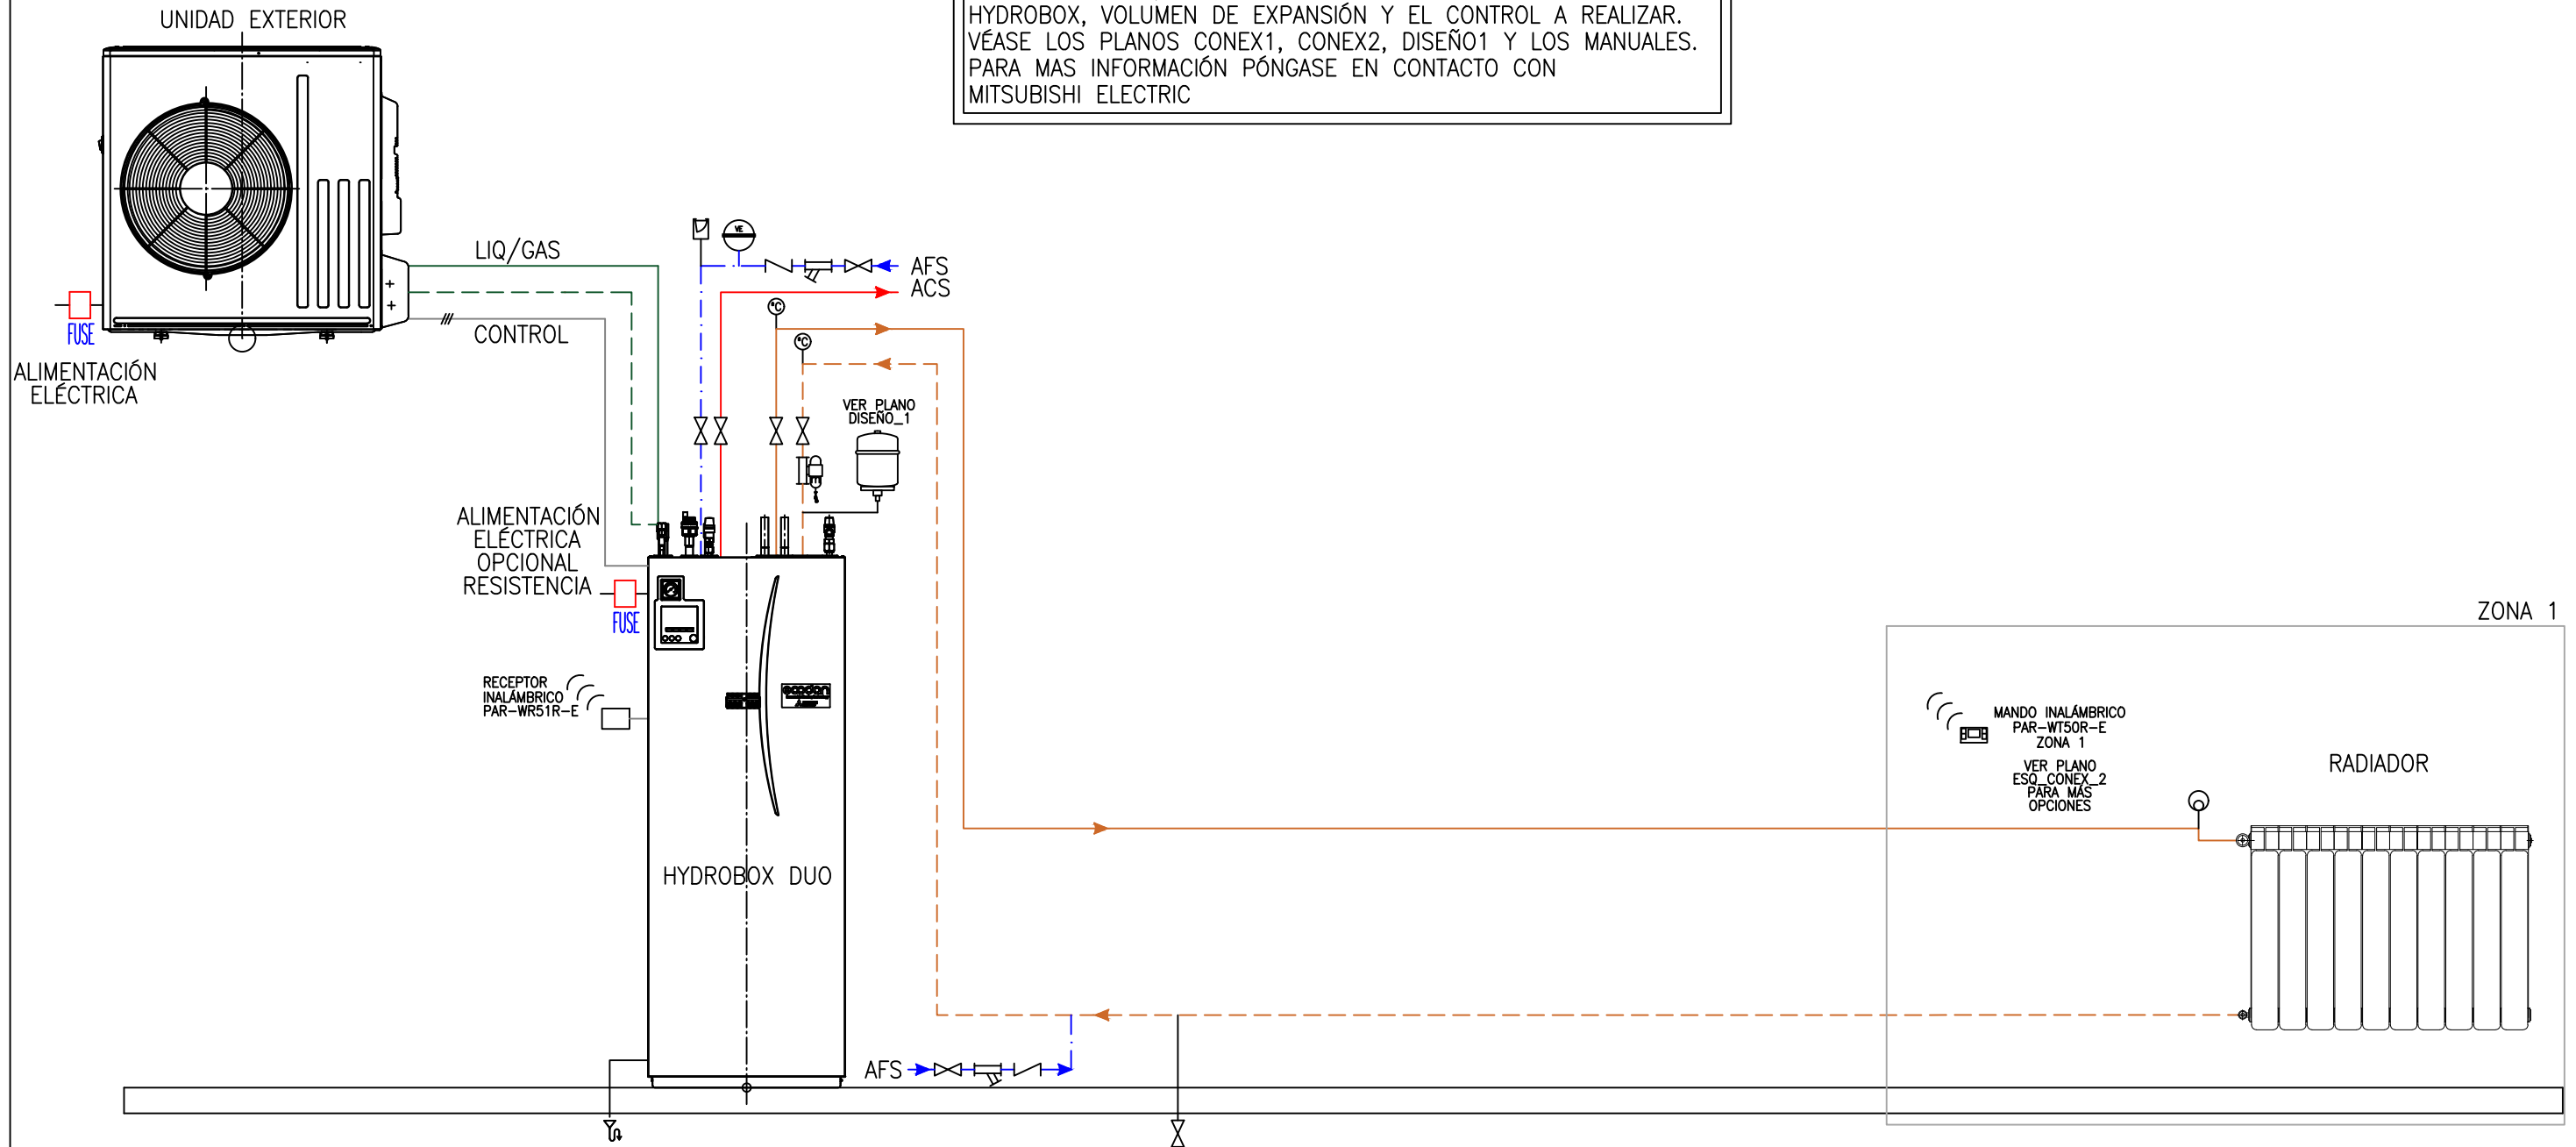 UNIDAD EXTERIOR
HYDROBOX, VOLUMEN DE EXPANSIÓN Y EL CONTROL A REALIZAR.
VÉASE LOS PLANOS CONEX1, CONEX2, DISEÑO1 Y LOS MANUALES.
PARA MAS INFORMACIÓN PÓNGASE EN CONTACTO CON
MITSUBISHI ELECTRIC
LIQ/GAS
CONTROL
FUSE
ALIMENTACIÓN
ELÉCTRICA
VE
AFS
ACS
°C
°C
VER PLANO
DISEÑO_1
ALIMENTACIÓN
ELÉCTRICA
OPCIONAL
RESISTENCIA
FUSE
RECEPTOR
INALÁMBRICO
PAR-WR51R-E
ecodan
HYDROBOX DUO
AFS
ZONA 1
MANDO INALÁMBRICO
PAR-WT50R-E
ZONA 1
VER PLANO
ESQ_CONEX_2
PARA MÁS
OPCIONES
RADIADOR